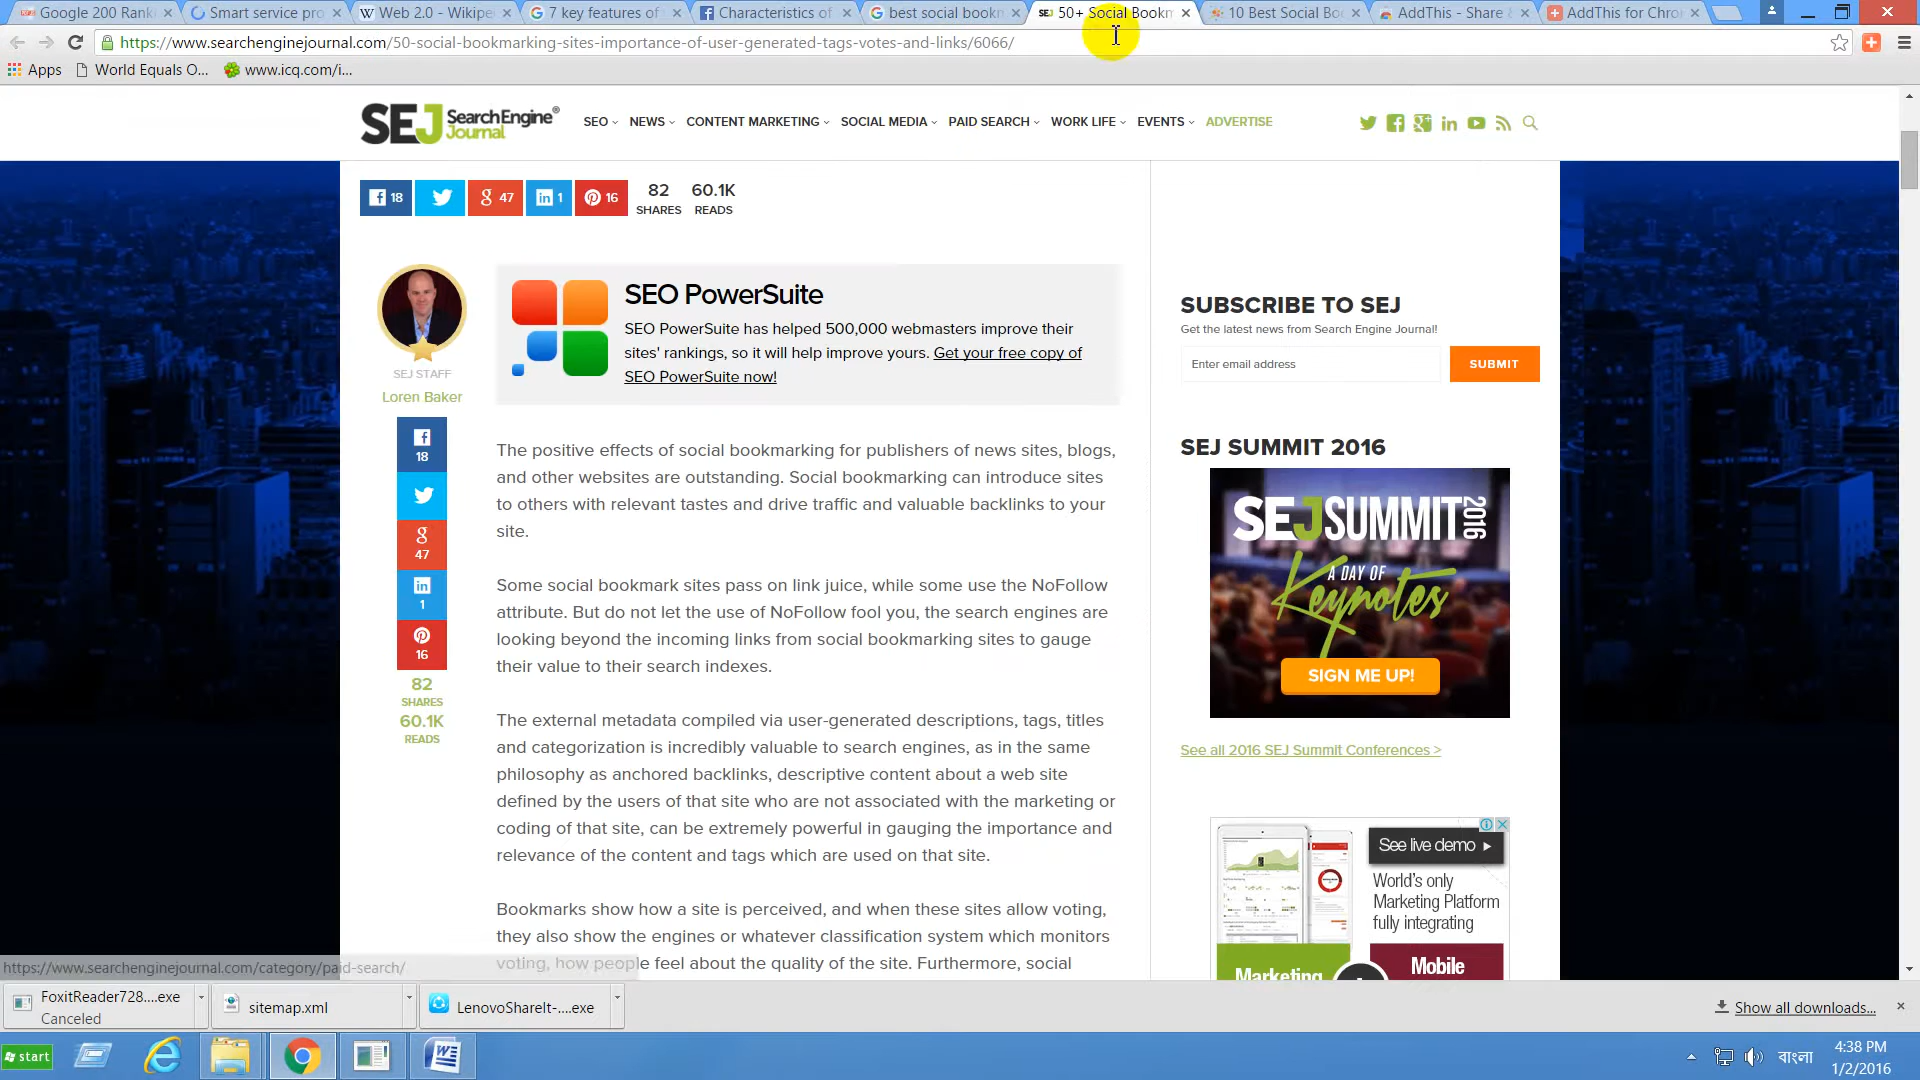 Google 200 Ranki
Smart service pro
Web 2.0 - Wikipe
7 key features of
Characteristics of
best social bookm
50+ Social Bookm
10 Best Social Bo
AddThis - Share &
AddThis for Chro
https://www.searchenginejournal.com/50-social-bookmarking-sites-importance-of-user-generated-tags-votes-and-links/6066/
Apps
World Equals O...
www.icq.com/i...
SEJ Search Engine Journal®
SEO
NEWS
CONTENT MARKETING
SOCIAL MEDIA
PAID SEARCH
WORK LIFE
EVENTS
ADVERTISE
18
47
1
16
82
SHARES
60.1K
READS
SEO PowerSuite
SEO PowerSuite has helped 500,000 webmasters improve their
sites' rankings, so it will help improve yours. Get your free copy of
SEO PowerSuite now!
SEJ STAFF
Loren Baker
18
47
1
16
82
SHARES
60.1K
READS
The positive effects of social bookmarking for publishers of news sites, blogs,
and other websites are outstanding. Social bookmarking can introduce sites
to others with relevant tastes and drive traffic and valuable backlinks to your
site.
Some social bookmark sites pass on link juice, while some use the NoFollow
attribute. But do not let the use of NoFollow fool you, the search engines are
looking beyond the incoming links from social bookmarking sites to gauge
their value to their search indexes.
The external metadata compiled via user-generated descriptions, tags, titles
and categorization is incredibly valuable to search engines, as in the same
philosophy as anchored backlinks, descriptive content about a web site
defined by the users of that site who are not associated with the marketing or
coding of that site, can be extremely powerful in gauging the importance and
relevance of the content and tags which are used on that site.
Bookmarks show how a site is perceived, and when these sites allow voting,
they also show the engines or whatever classification system which monitors
voting, how people feel about the quality of the site. Furthermore, social
SUBSCRIBE TO SEJ
Get the latest news from Search Engine Journal!
Enter email address
SUBMIT
SEJ SUMMIT 2016
SEJSUMMIT 2016
A DAY OF
Keynotes
SIGN ME UP!
See all 2016 SEJ Summit Conferences >
See live demo
World's only
Marketing Platform
fully integrating
Marketing
Mobile
https://www.searchenginejournal.com/category/paid-search/
FoxitReader728....exe
Canceled
sitemap.xml
LenovoShareIt-....exe
Show all downloads...
start
বাংলা
4:38 PM
1/2/2016